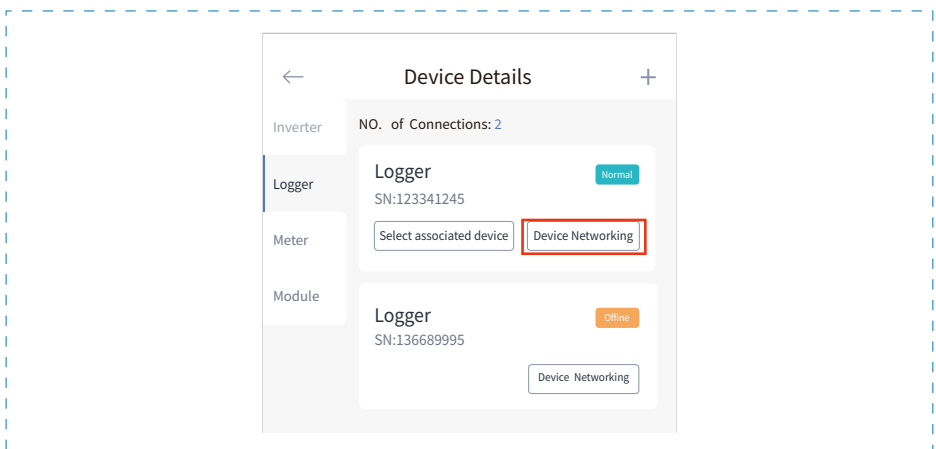 Device Details
Inverter
NO. of Connections: 2
Logger
Logger
Normal
SN:123341245
Meter
Select associated device
Device Networking
Module
Logger
Offine
SN:136689995
Device Networking